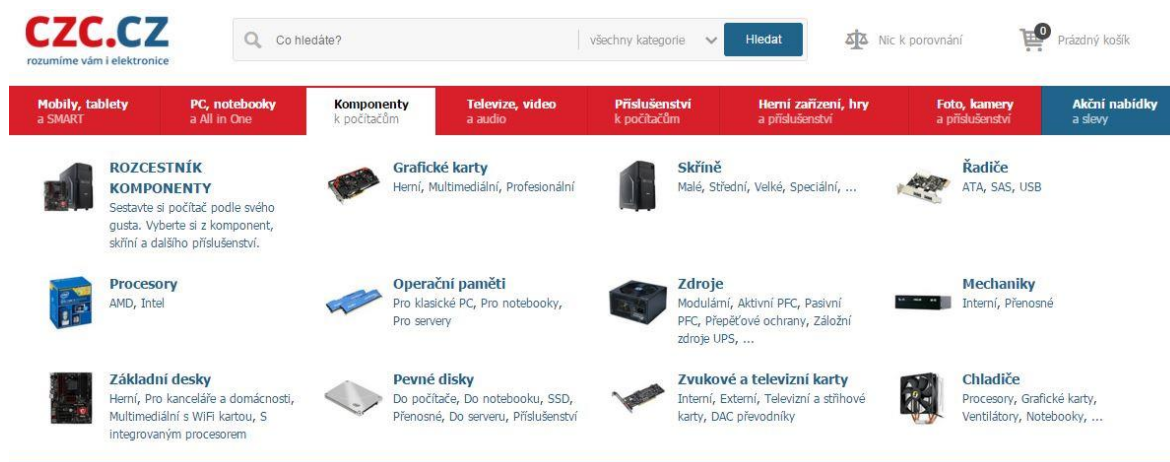 CZC.CZ
rozumíme vám i elektronice
Co hledáte?
všechny kategorie
Hledat
Nic k porovnání
0
Prázdný košík
Mobily, tablety
a SMART
PC, notebooky
a All in One
Komponenty
k počítačům
Televize, video
a audio
Příslušenství
k počítačům
Herní zařízení, hry
a příslušenství
Foto, kamery
a příslušenství
Akční nabídky
a slevy
ROZCESTNÍK
KOMPONENTY
Sestavte si počítač podle svého
gusta. Vyberte si z komponent,
skříní a dalšího příslušenství.
Grafické karty
Herní, Multimediální, Profesionální
Skříně
Malé, Střední, Velké, Speciální, ...
Řadiče
ATA, SAS, USB
Procesory
AMD, Intel
Operační paměti
Pro klasické PC, Pro notebooky,
Pro servery
Zdroje
Modulární, Aktivní PFC, Pasivní
PFC, Přepěťové ochrany, Záložní
zdroje UPS, ...
Mechaniky
Interní, Přenosné
Základní desky
Herní, Pro kanceláře a domácnosti,
Multimediální s WiFi kartou, S
integrovaným procesorem
Pevné disky
Do počítače, Do notebooku, SSD,
Přenosné, Do serveru, Příslušenství
Zvukové a televizní karty
Interní, Externí, Televizní a střihové
karty, DAC převodníky
Chladiče
Procesory, Grafické karty,
Ventilátory, Notebooky, ...